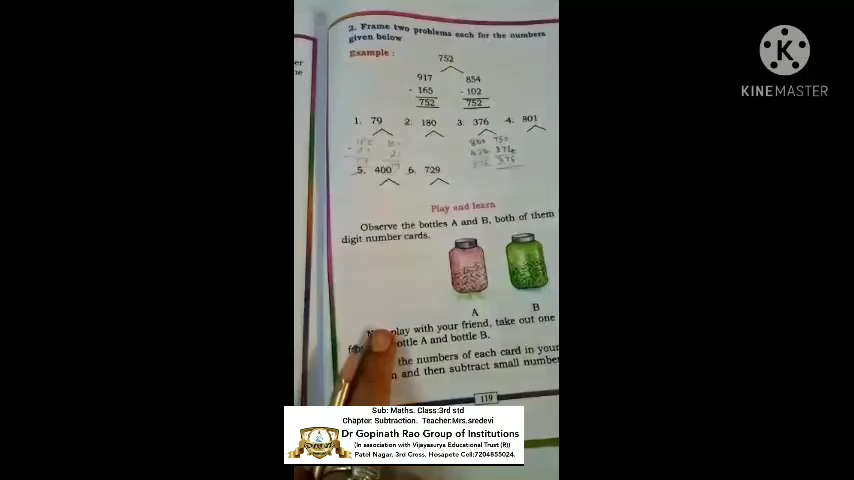 2. Frame two problems each for the numbers
given below
Example :
752
917 854
- 165 - 102
752 752
1. 79 2. 180 3. 376 4. 801
5. 400 6. 729
Play and learn
Observe the bottles A and B, both of them
digit number cards.
A B
play with your friend, take out one
ottle A and bottle B.
the numbers of each card in your
and then subtract small number
119
KINEMASTER
Sub: Maths. Class:3rd std
Chapter: Subtraction. Teacher:Mrs.sredevi
Dr Gopinath Rao Group of Institutions
(In association with Vijayasurya Educational Trust (R))
Patel Nagar, 3rd Cross, Hosapete Cell:7204855024.